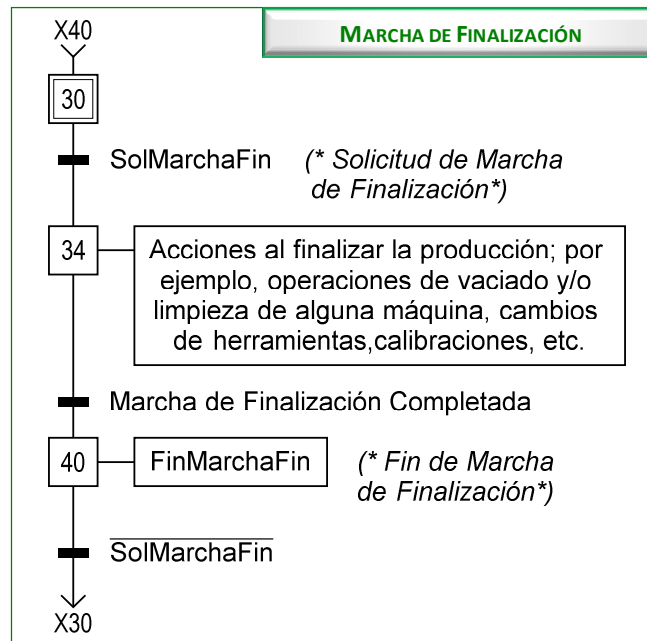 X40
MARCHA DE FINALIZACIÓN
30
SolMarchaFin (* Solicitud de Marcha
de Finalización*)
34
Acciones al finalizar la producción; por
ejemplo, operaciones de vaciado y/o
limpieza de alguna máquina, cambios
de herramientas,calibraciones, etc.
Marcha de Finalización Completada
40
FinMarchaFin (* Fin de Marcha
de Finalización*)
SolMarchaFin
X30